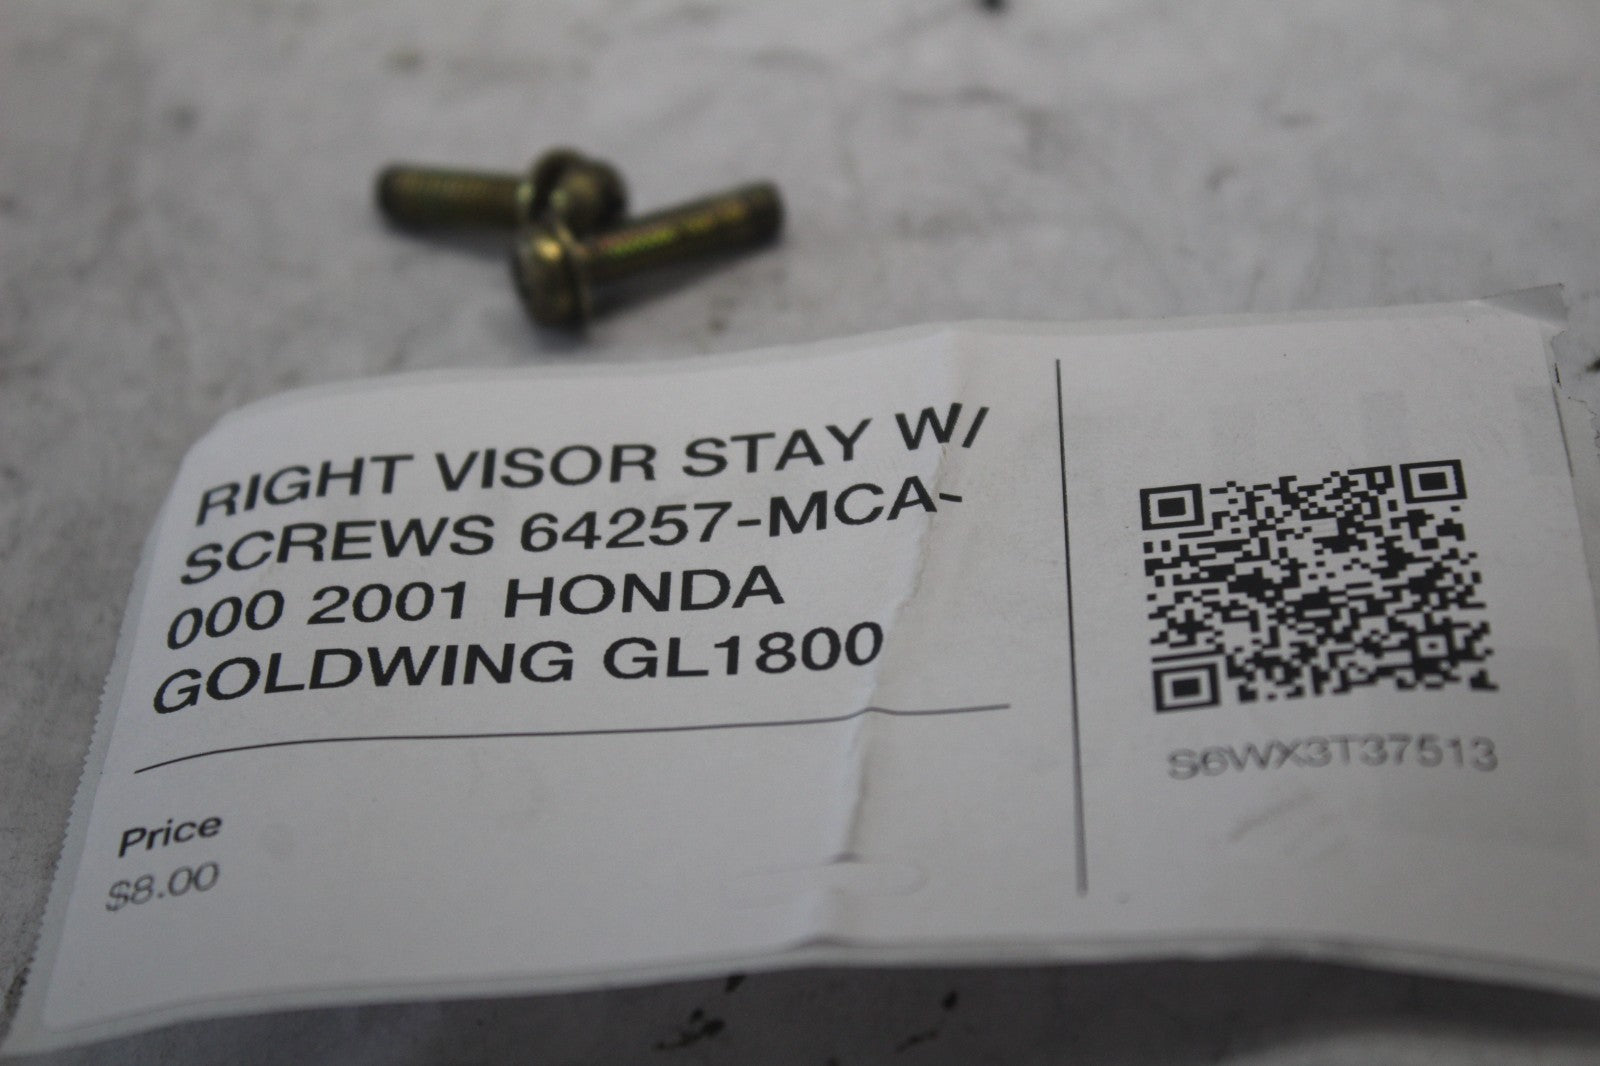 RIGHT VISOR STAY W/
SCREWS 64257-MCA-
000 2001 HONDA
GOLDWING GL1800
Price
$8.00
S6WX3T37513